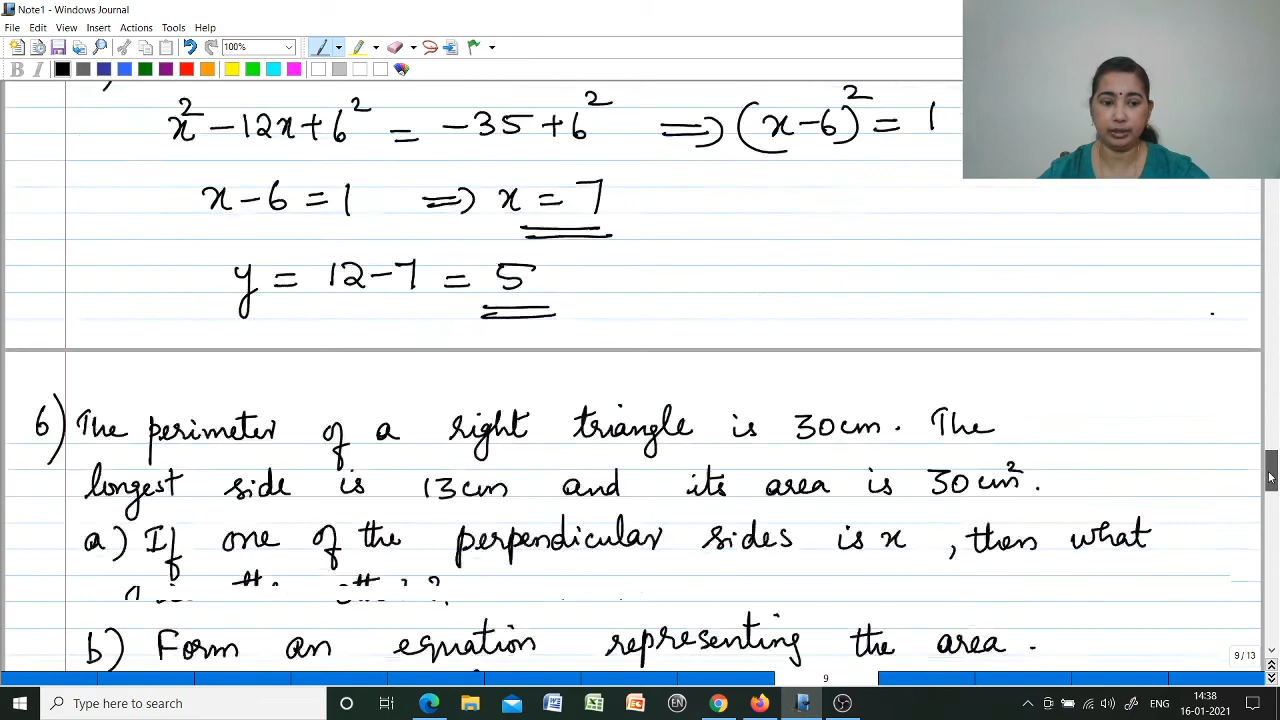 Note1 - Windows Journal
File Edit View Insert Actions Tools Help
100%
B I
x² - 12x + 6² = -35 + 6² ⟹ (x-6)² = 1
x - 6 = 1 ⟹ x = 7
y = 12 - 7 = 5
6) The perimeter of a right triangle is 30cm. The
longest side is 13cm and its area is 30cm².
a) If one of the perpendicular sides is x, then what
b) Form an equation representing the area.
9 / 13
9
Type here to search
EN
ENG
14:38
16-01-2021